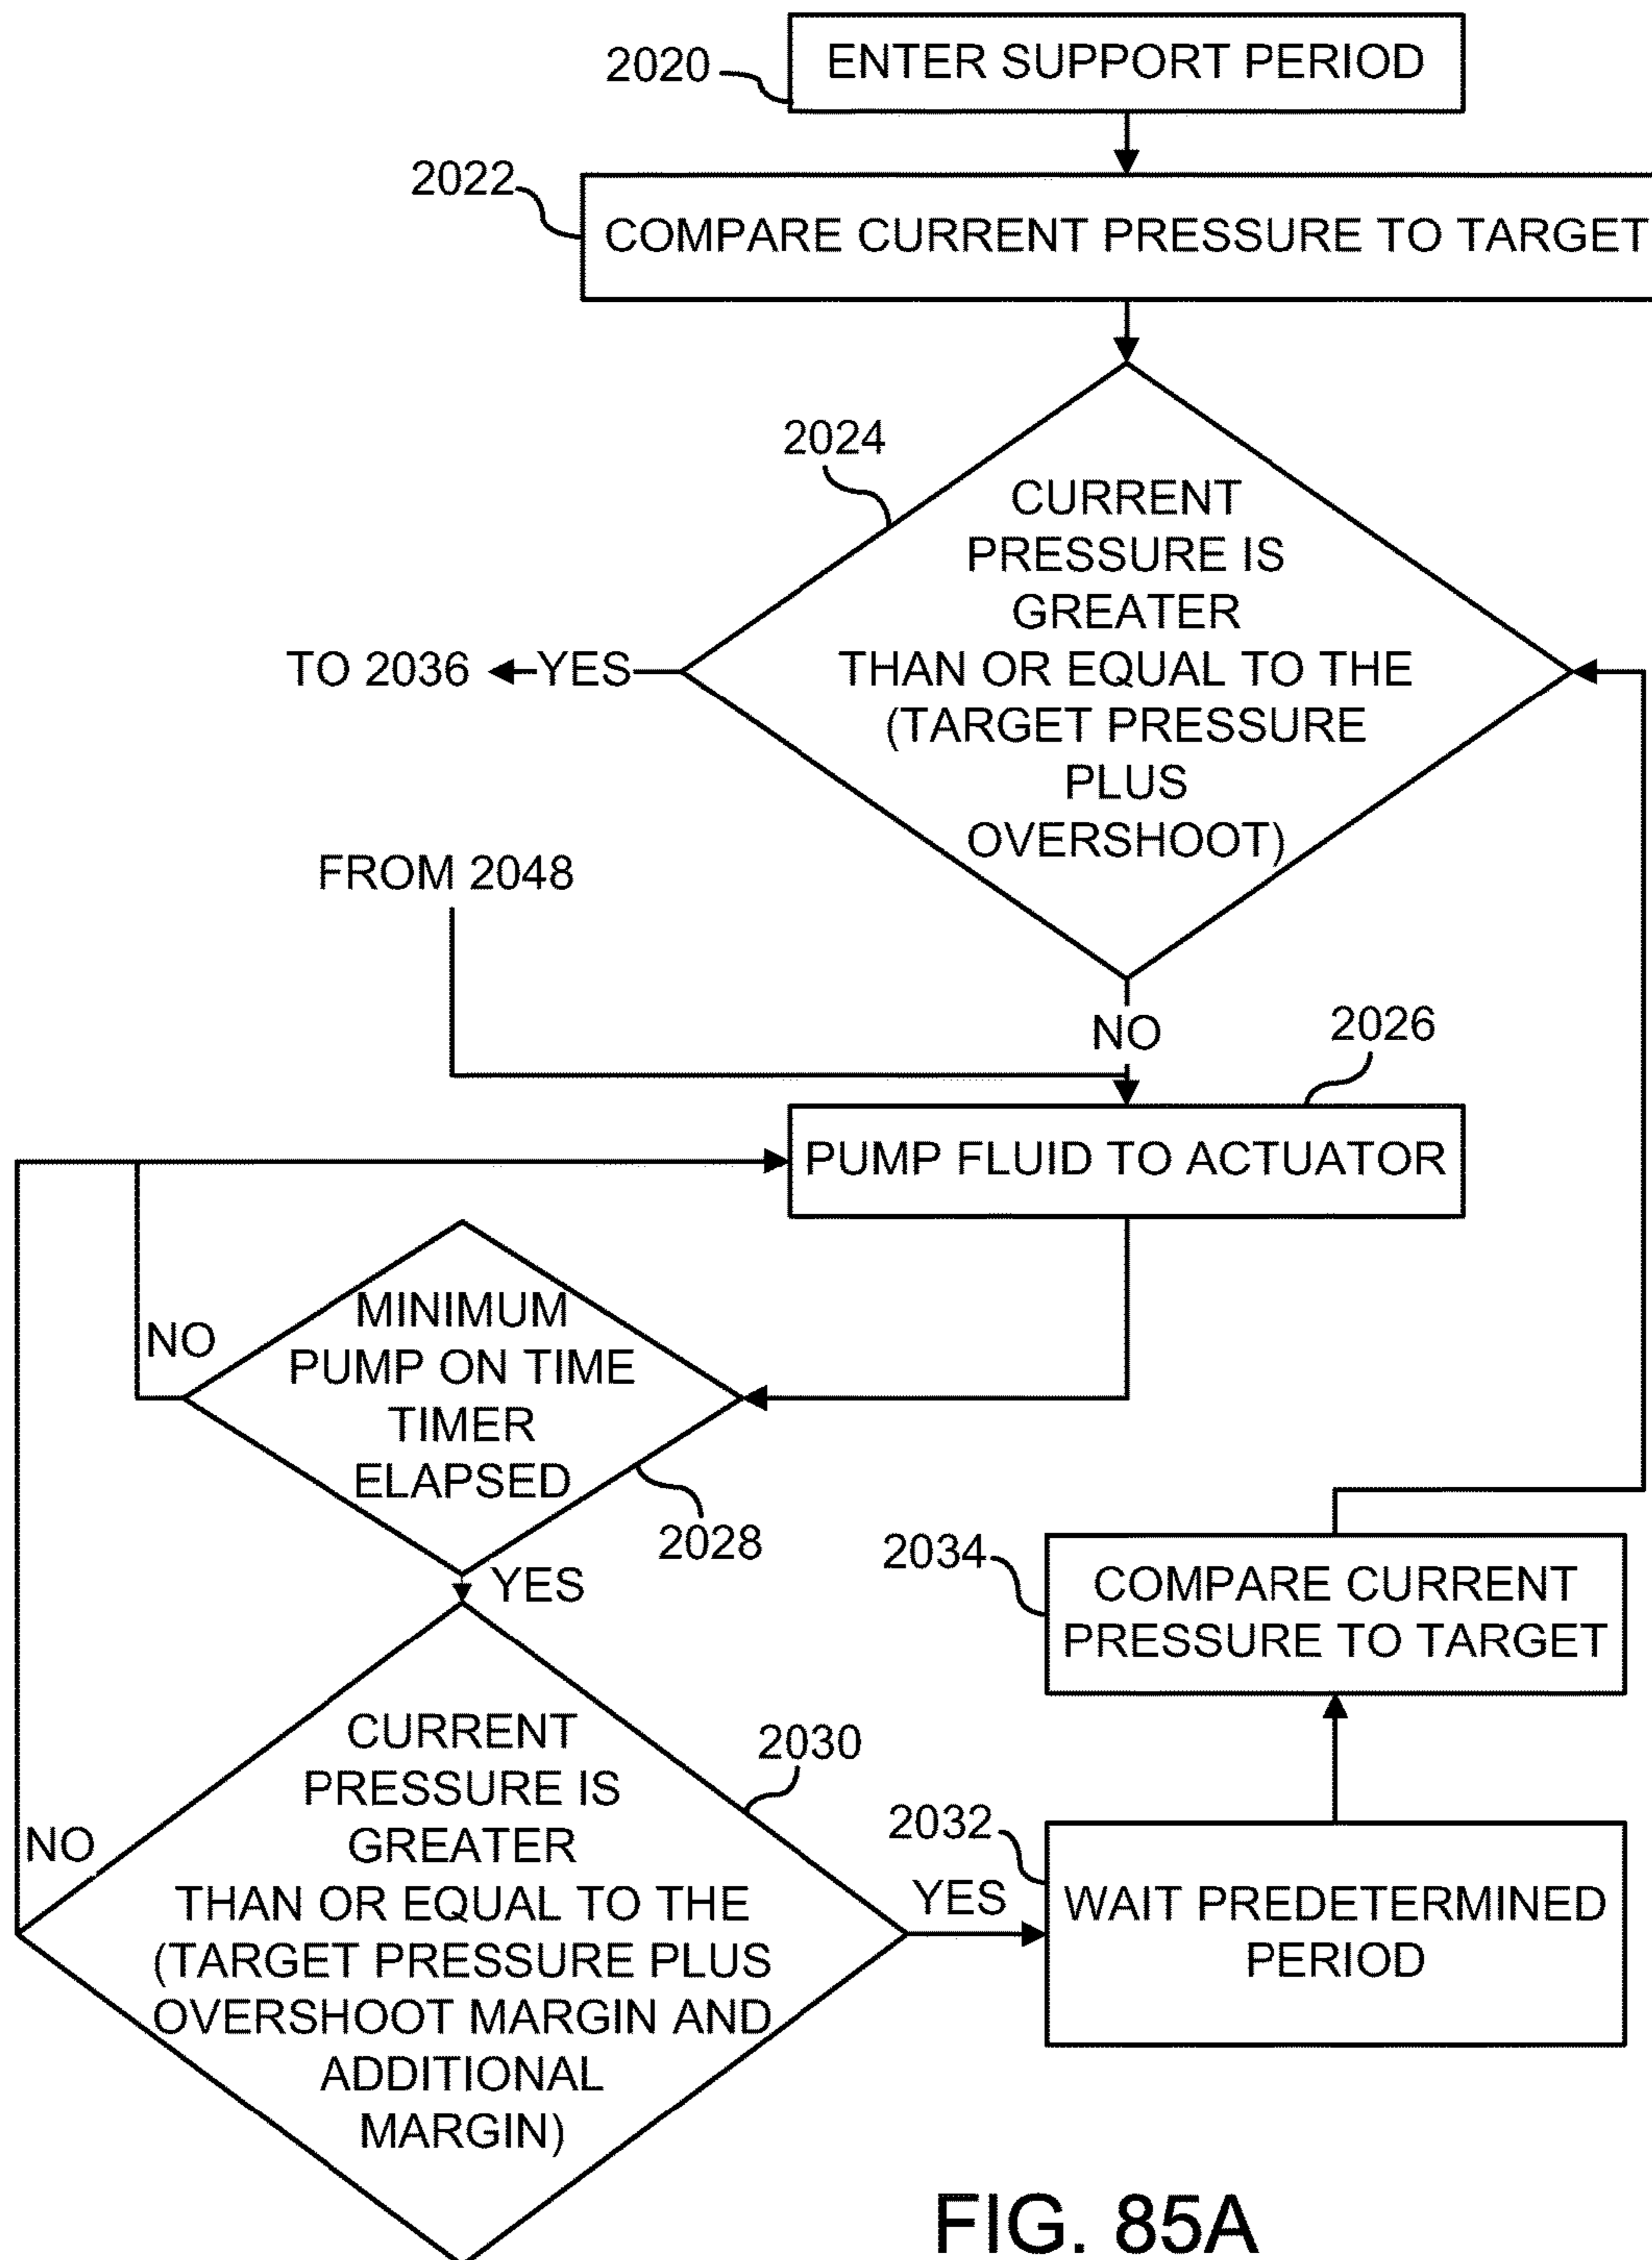 2020
ENTER SUPPORT PERIOD
2022
COMPARE CURRENT PRESSURE TO TARGET
2024
CURRENT
PRESSURE IS
GREATER
THAN OR EQUAL TO THE
(TARGET PRESSURE
PLUS
OVERSHOOT)
TO 2036
YES
FROM 2048
NO
2026
PUMP FLUID TO ACTUATOR
MINIMUM
PUMP ON TIME
TIMER
ELAPSED
NO
2028
YES
2034
COMPARE CURRENT
PRESSURE TO TARGET
CURRENT
PRESSURE IS
GREATER
THAN OR EQUAL TO THE
(TARGET PRESSURE PLUS
OVERSHOOT MARGIN AND
ADDITIONAL
MARGIN)
2030
NO
YES
2032
WAIT PREDETERMINED
PERIOD
FIG. 85A